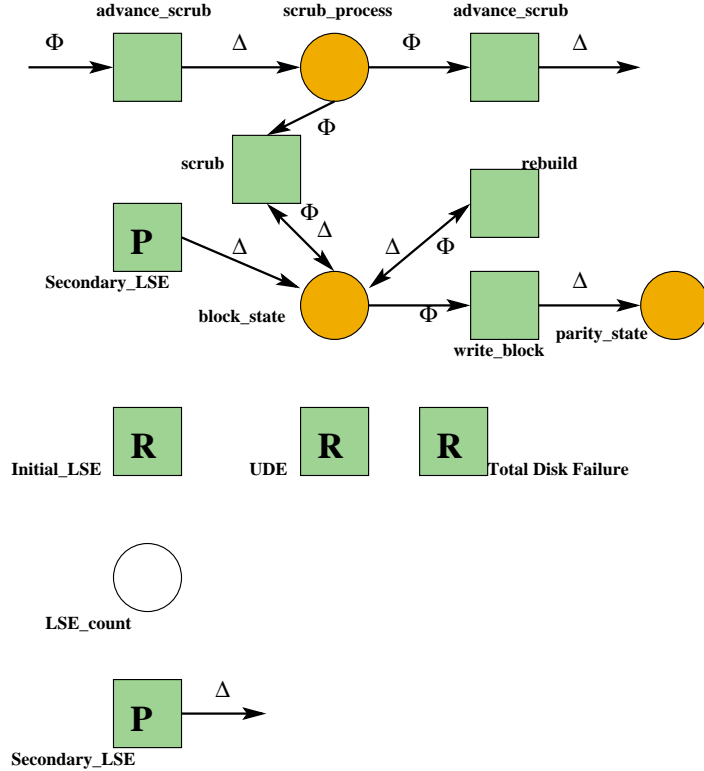 advance_scrub scrub_process advance_scrub
Φ Δ Φ Δ
Φ
scrub
rebuild
Φ
Δ Δ Φ
P Δ
Secondary_LSE
block_state
Φ Δ
write_block parity_state
R R R
Initial_LSE UDE Total Disk Failure
LSE_count
Δ
P
Secondary_LSE